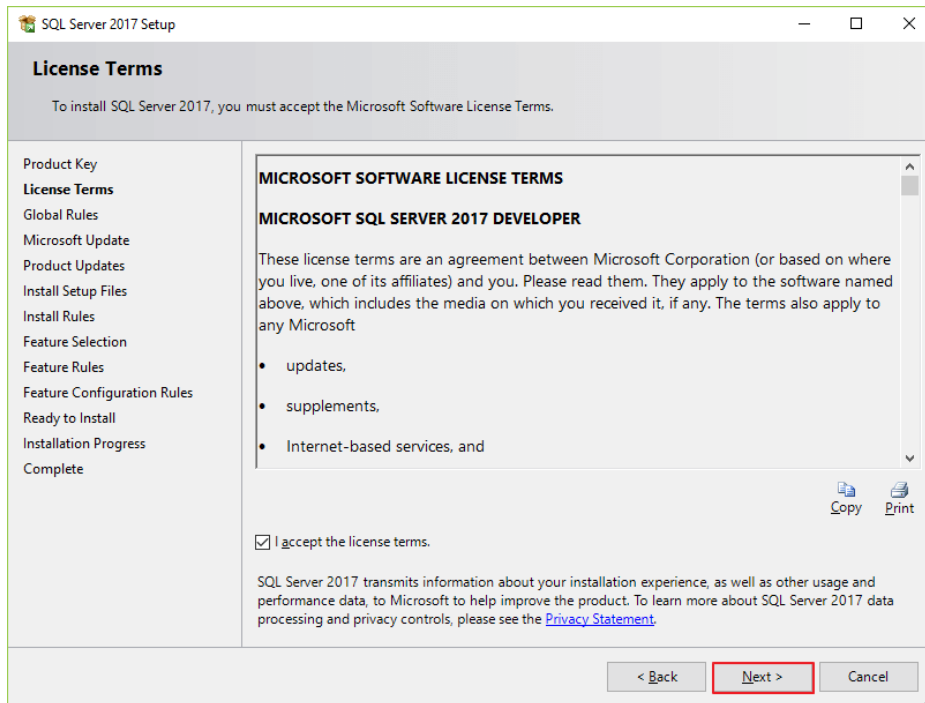 SQL Server 2017 Setup
License Terms
To install SQL Server 2017, you must accept the Microsoft Software License Terms.
Product Key
License Terms
Global Rules
Microsoft Update
Product Updates
Install Setup Files
Install Rules
Feature Selection
Feature Rules
Feature Configuration Rules
Ready to Install
Installation Progress
Complete
MICROSOFT SOFTWARE LICENSE TERMS
MICROSOFT SQL SERVER 2017 DEVELOPER
These license terms are an agreement between Microsoft Corporation (or based on where
you live, one of its affiliates) and you. Please read them. They apply to the software named
above, which includes the media on which you received it, if any. The terms also apply to
any Microsoft
• updates,
• supplements,
• Internet-based services, and
Copy Print
I accept the license terms.
SQL Server 2017 transmits information about your installation experience, as well as other usage and
performance data, to Microsoft to help improve the product. To learn more about SQL Server 2017 data
processing and privacy controls, please see the Privacy Statement.
< Back Next > Cancel